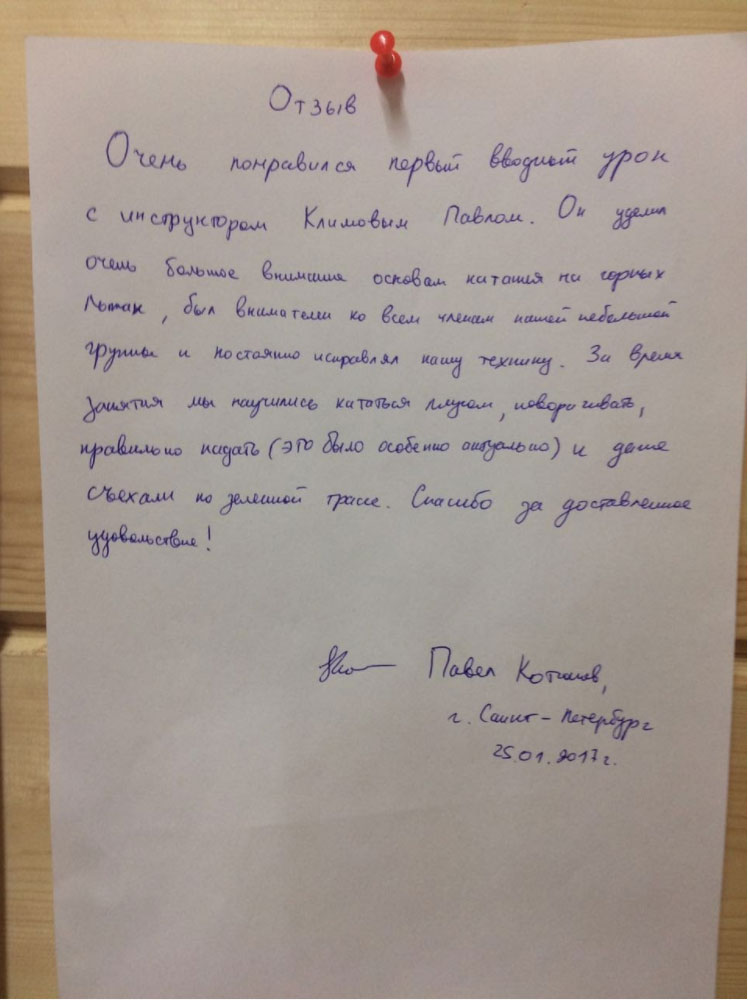 Отзыв
Очень понравился первый вводный урок
с инструктором Климовым Павлом. Он уделил
очень большое внимание основам катания на горных
лыжах, был внимателен ко всем членам нашей небольшой
группы и постоянно исправлял нашу технику. За время
занятия мы научились кататься плугом, поворачивать,
правильно падать (это было особенно актуально) и даже
съехали по зеленной трассе. Спасибо за доставленное
удовольствие!
Павел
г. Санкт-Петербург
25.01.2017г.